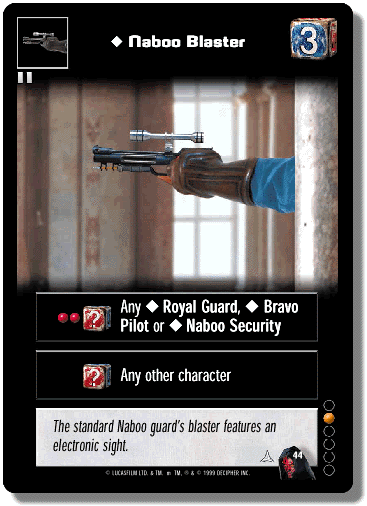 ◆ Naboo Blaster
3
? Any ◆ Royal Guard, ◆ Bravo
Pilot or ◆ Naboo Security
? Any other character
The standard Naboo guard's blaster features an
electronic sight.
44
© LUCASFILM LTD. & TM. ® TM, ® & © 1999 DECIPHER INC.